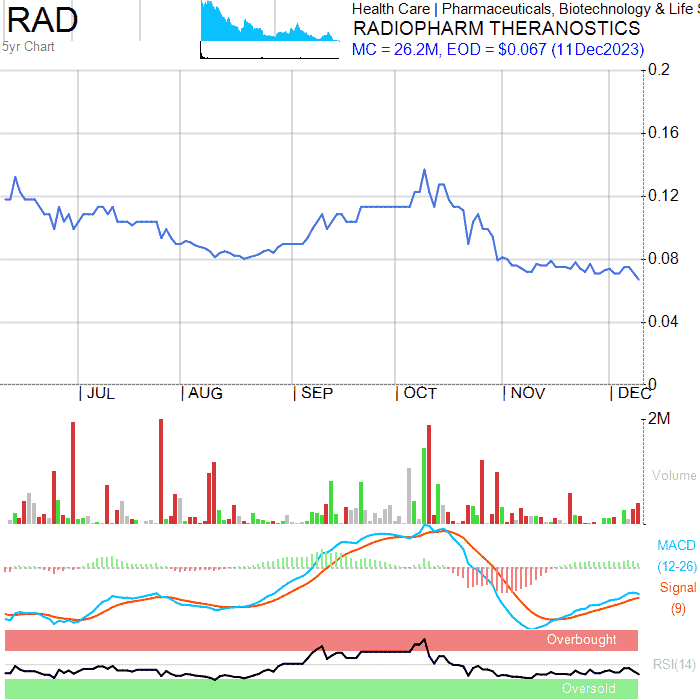 RAD
5yr Chart
Health Care | Pharmaceuticals, Biotechnology & Life S
RADIOPHARM THERANOSTICS
MC = 26.2M, EOD = $0.067 (11Dec2023)
0.2
0.16
0.12
0.08
0.04
0
| JUL | AUG | SEP | OCT | NOV | DEC
2M
Volume
MACD
(12-26)
Signal
(9)
Overbought
RSI(14)
Oversold